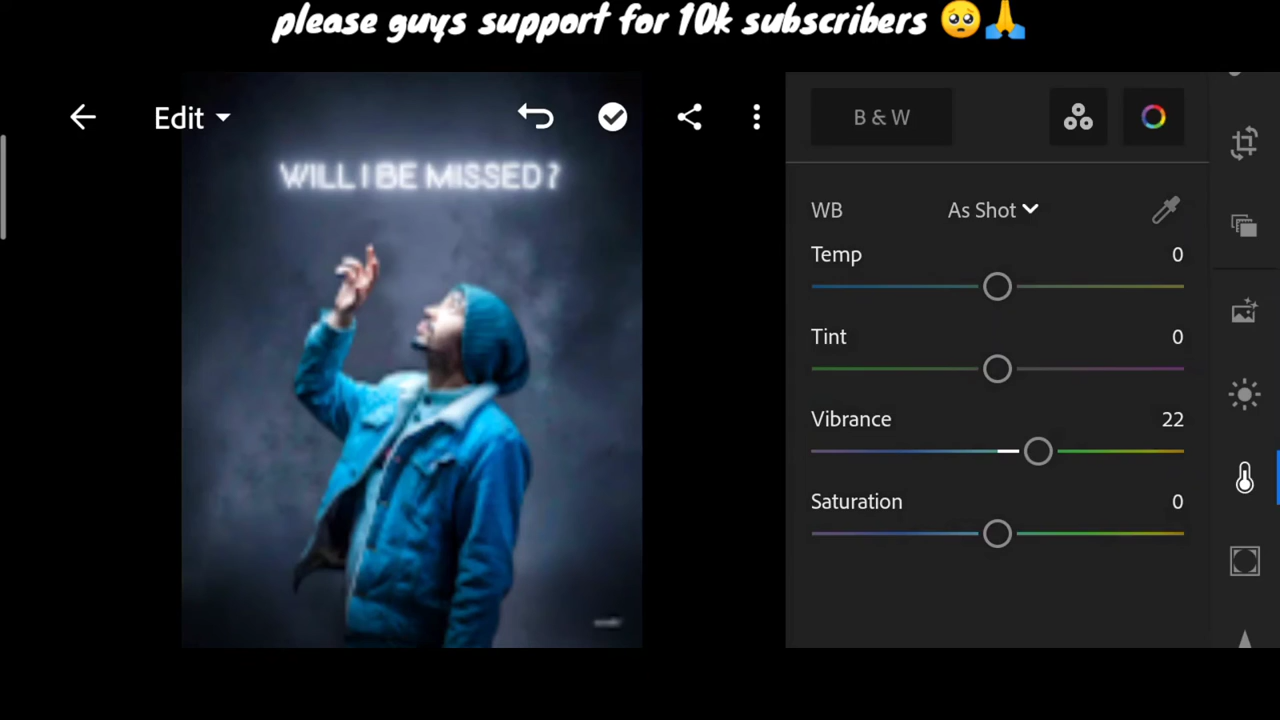 please guys support for 10k subscribers 🥺🙏
Edit
B & W
WILL I BE MISSED?
WB
As Shot
Temp
0
Tint
0
Vibrance
22
Saturation
0